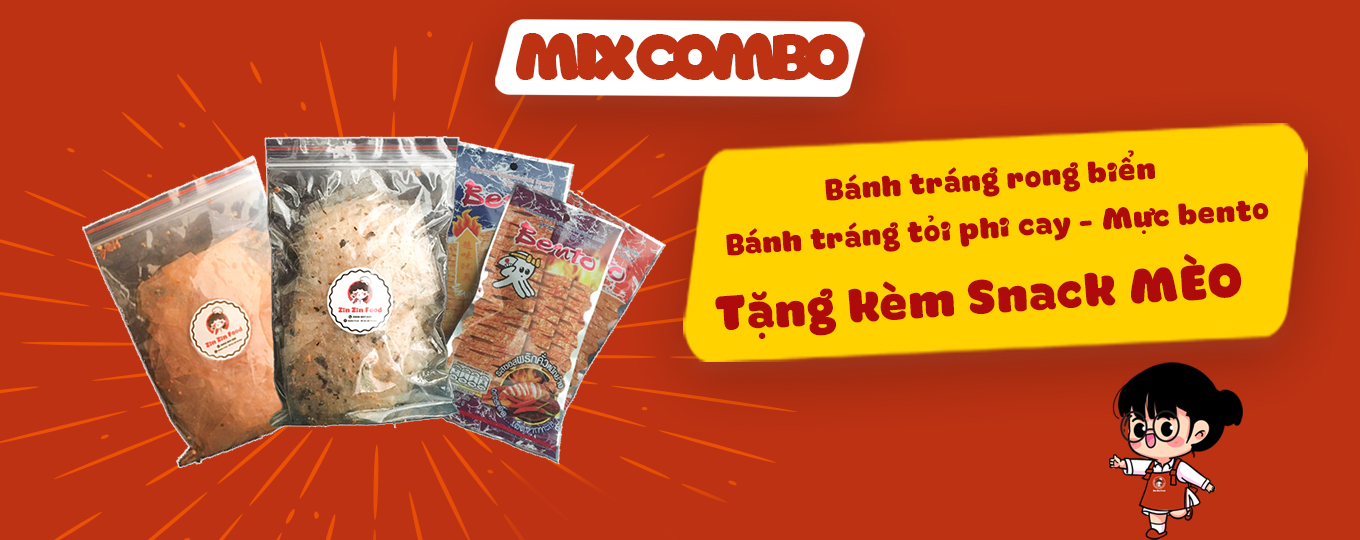 MIX COMBO
Bánh tráng rong biển
Bánh tráng tỏi phi cay - Mực bento
Tặng kèm Snack MÈO
Zin Zin Food
Zin Zin Food
Bento
Bento